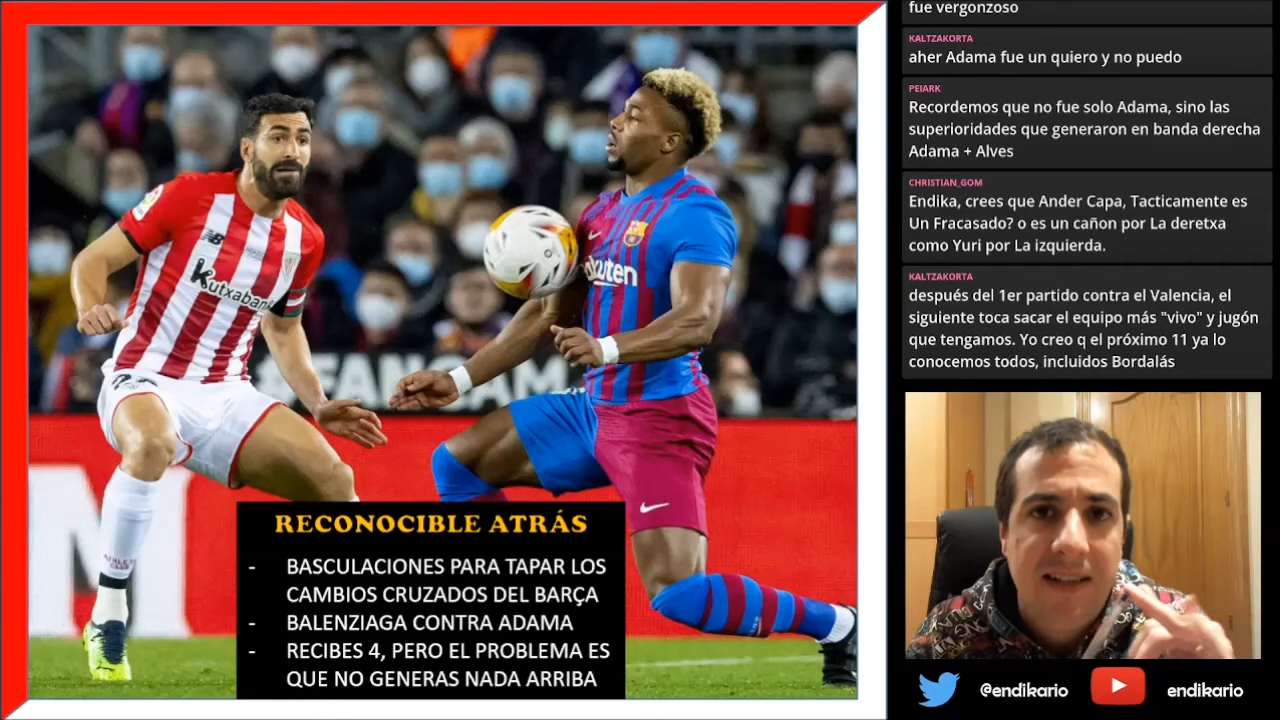 kutxabank
Rakuten
RECONOCIBLE ATRÁS
- BASCULACIONES PARA TAPAR LOS
CAMBIOS CRUZADOS DEL BARÇA
- BALENZIAGA CONTRA ADAMA
- RECIBES 4, PERO EL PROBLEMA ES
QUE NO GENERAS NADA ARRIBA
fue vergonzoso
KALTZAKORTA
aher Adama fue un quiero y no puedo
PEIARK
Recordemos que no fue solo Adama, sino las
superioridades que generaron en banda derecha
Adama + Alves
CHRISTIAN_GOM
Endika, crees que Ander Capa, Tacticamente es
Un Fracasado? o es un cañon por La deretxa
como Yuri por La izquierda.
KALTZAKORTA
después del 1er partido contra el Valencia, el
siguiente toca sacar el equipo más "vivo" y jugón
que tengamos. Yo creo q el próximo 11 ya lo
conocemos todos, incluidos Bordalás
@endikario
endikario